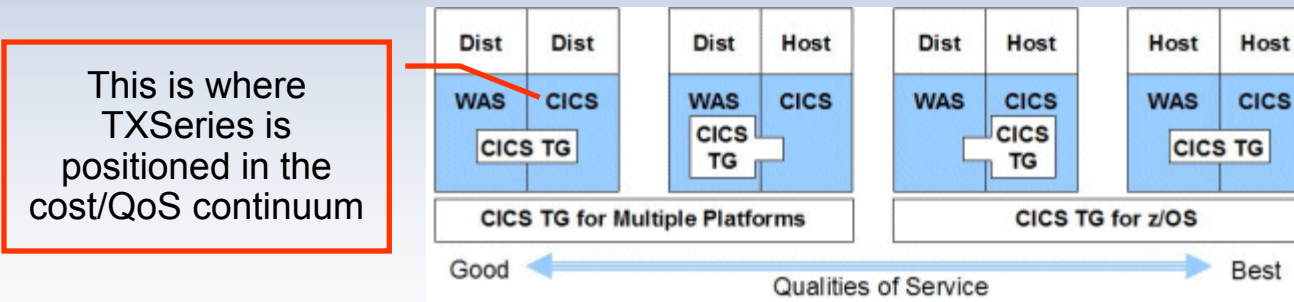 This is where
TXSeries is
positioned in the
cost/QoS continuum
Dist Dist
WAS CICS
CICS TG
Dist Host
WAS CICS
CICS
TG
Dist Host
WAS CICS
CICS
TG
Host Host
WAS CICS
CICS TG
CICS TG for Multiple Platforms
CICS TG for z/OS
Good
Qualities of Service
Best